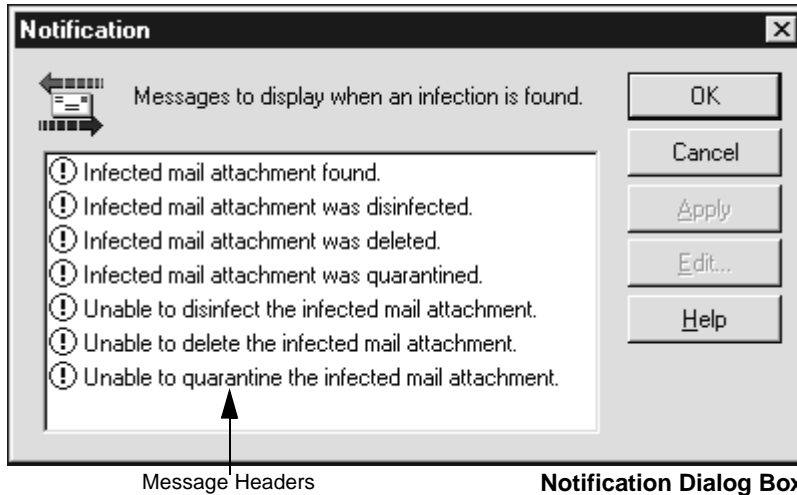 Notification
Messages to display when an infection is found.
OK
Cancel
Apply
Edit...
Help
Infected mail attachment found.
Infected mail attachment was disinfected.
Infected mail attachment was deleted.
Infected mail attachment was quarantined.
Unable to disinfect the infected mail attachment.
Unable to delete the infected mail attachment.
Unable to quarantine the infected mail attachment.
Message Headers
Notification Dialog Box